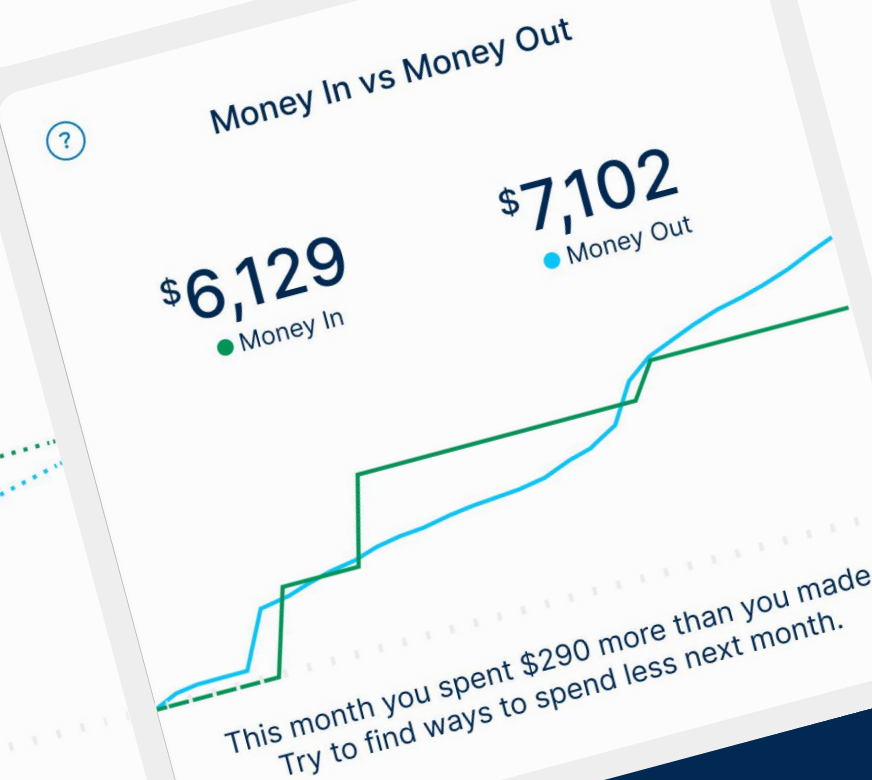 Money In vs Money Out
?
$6,129
Money In
$7,102
Money Out
This month you spent $290 more than you made
Try to find ways to spend less next month.